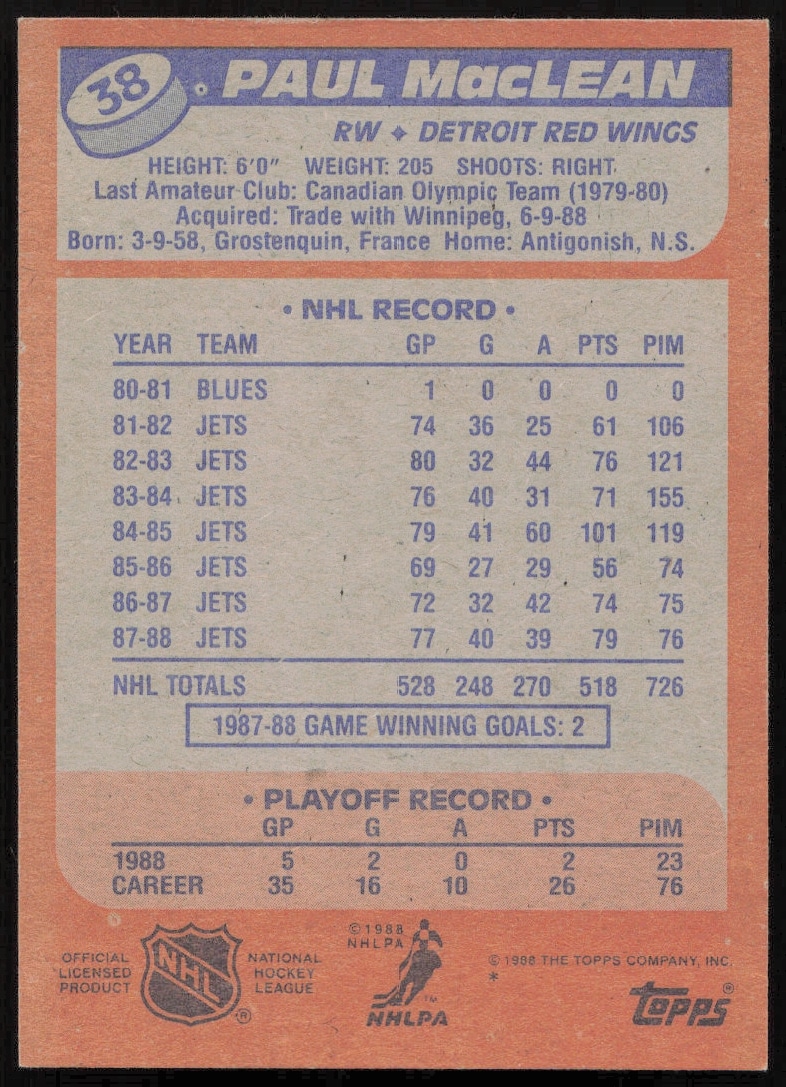 38
PAUL MacLEAN
RW ✦ DETROIT RED WINGS
HEIGHT: 6'0" WEIGHT: 205 SHOOTS: RIGHT
Last Amateur Club: Canadian Olympic Team (1979-80)
Acquired: Trade with Winnipeg, 6-9-88
Born: 3-9-58, Grostenquin, France Home: Antigonish, N.S.
• NHL RECORD •
YEAR TEAM GP G A PTS PIM
80-81 BLUES 1 0 0 0 0
81-82 JETS 74 36 25 61 106
82-83 JETS 80 32 44 76 121
83-84 JETS 76 40 31 71 155
84-85 JETS 79 41 60 101 119
85-86 JETS 69 27 29 56 74
86-87 JETS 72 32 42 74 75
87-88 JETS 77 40 39 79 76
NHL TOTALS 528 248 270 518 726
1987-88 GAME WINNING GOALS: 2
• PLAYOFF RECORD •
GP G A PTS PIM
1988 5 2 0 2 23
CAREER 35 16 10 26 76
OFFICIAL
LICENSED
PRODUCT
NHL
®
NATIONAL
HOCKEY
LEAGUE
© 1988
NHLPA
™
NHLPA
© 1988 THE TOPPS COMPANY, INC.
*
topps®